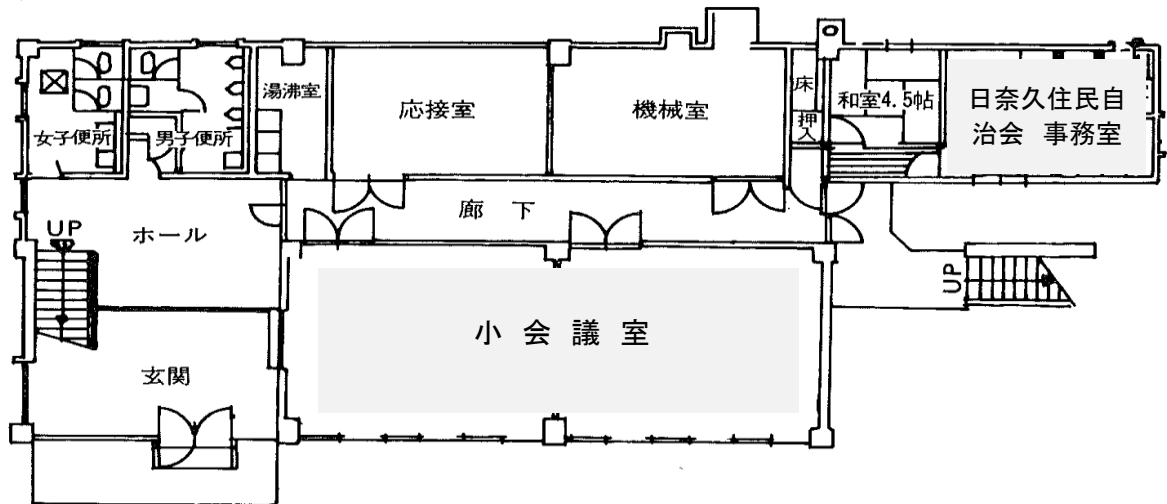 湯沸室
応接室
機械室
床
押入
和室4.5帖
日奈久住民自
治会 事務室
女子便所
男子便所
廊下
UP
ホール
UP
小会議室
玄関